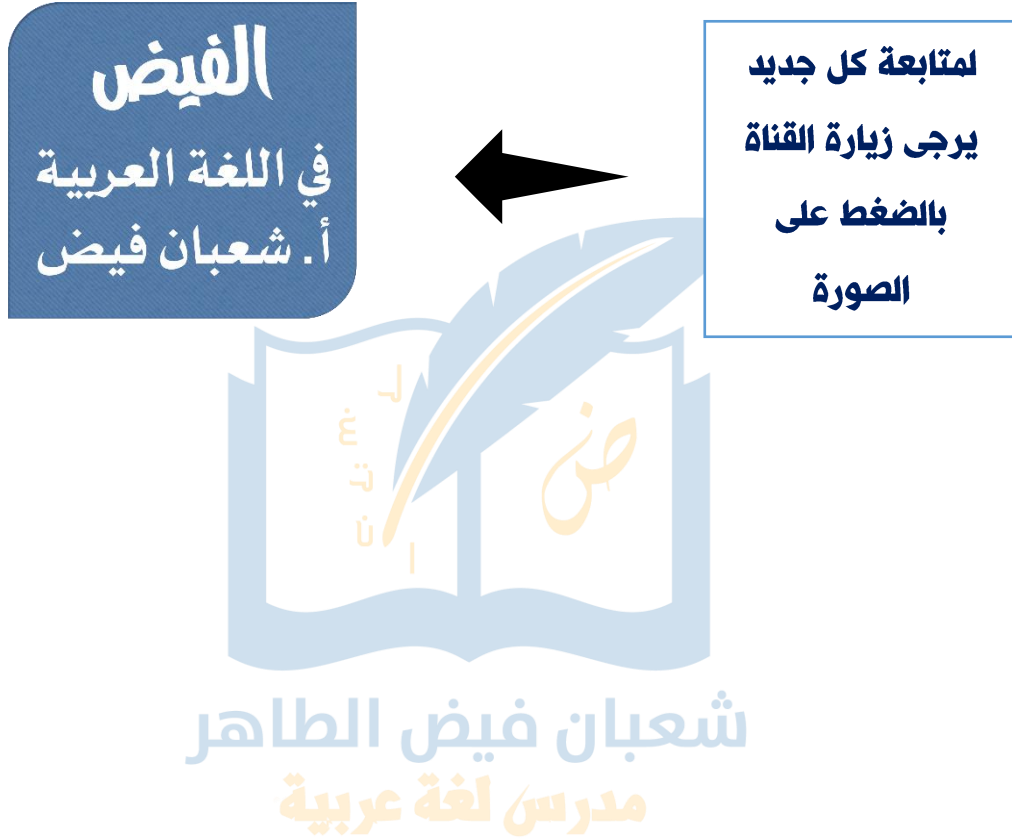 الفيض
في اللغة العربية
أ. شعبان فيض
لمتابعة كل جديد
يرجى زيارة القناة
بالضغط على
الصورة
ل
غ
ت
ن
ا
ض
شعبان فيض الطاهر
مدرس لغة عربية